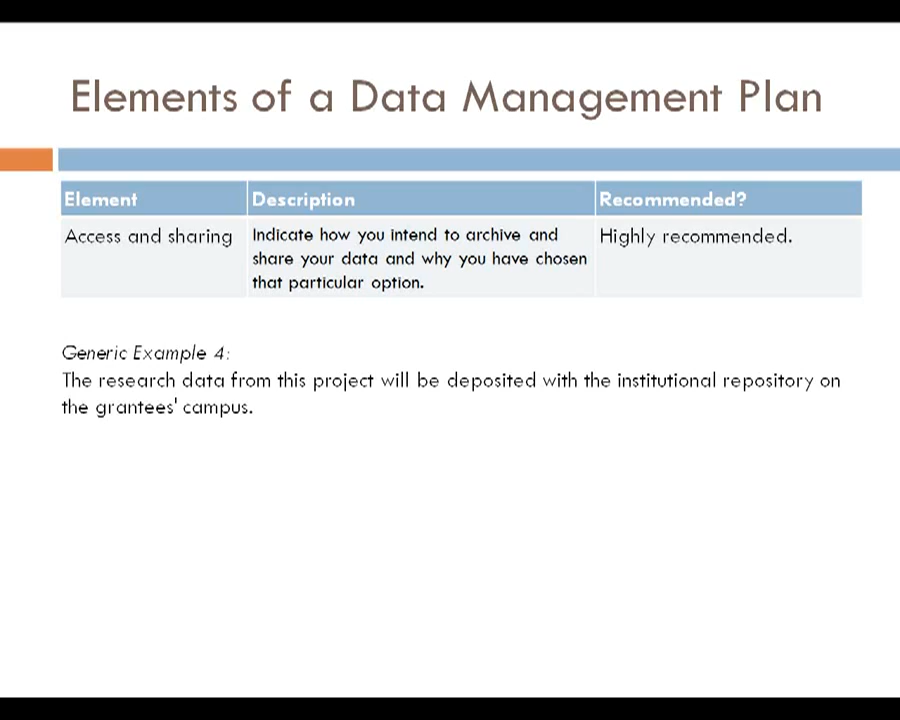 Elements of a Data Management Plan
Element Description Recommended?
Access and sharing Indicate how you intend to archive and Highly recommended.
share your data and why you have chosen
that particular option.
Generic Example 4:
The research data from this project will be deposited with the institutional repository on
the grantees' campus.